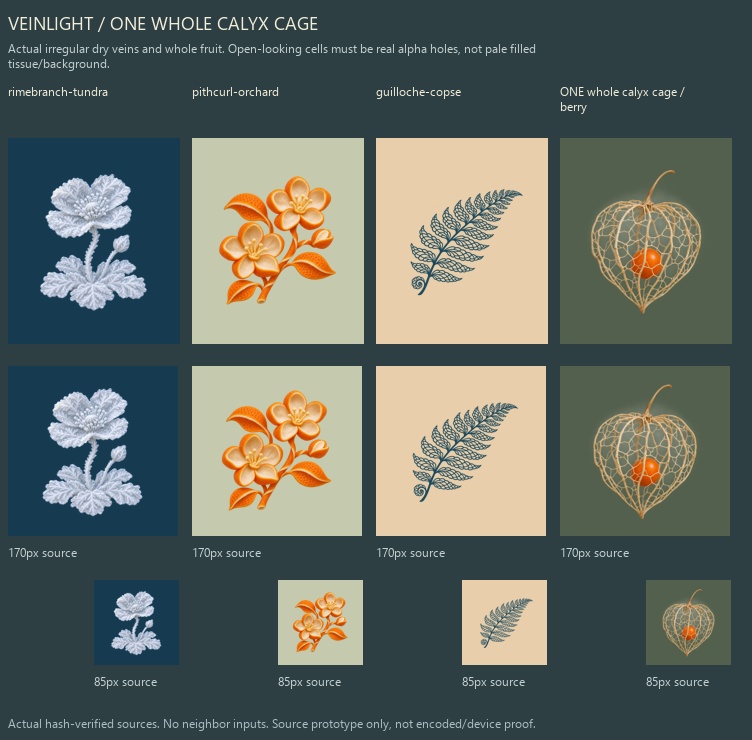 VEINLIGHT / ONE WHOLE CALYX CAGE
Actual irregular dry veins and whole fruit. Open-looking cells must be real alpha holes, not pale filled
tissue/background.
rimebranch-tundra
pithcurl-orchard
guilloche-copse
ONE whole calyx cage /
berry
170px source
170px source
170px source
170px source
85px source
85px source
85px source
85px source
Actual hash-verified sources. No neighbor inputs. Source prototype only, not encoded/device proof.